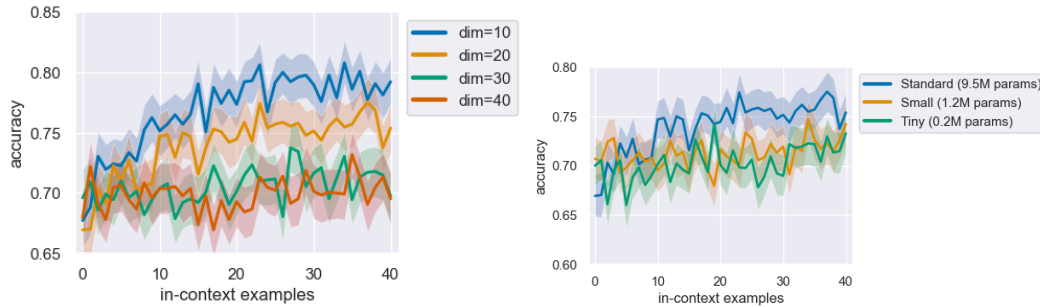 0.85
0.80
0.75
0.70
0.65
accuracy
0 10 20 30 40
in-context examples
dim=10
dim=20
dim=30
dim=40
0.80
0.75
0.70
0.65
0.60
accuracy
0 10 20 30 40
in-context examples
Standard (9.5M params)
Small (1.2M params)
Tiny (0.2M params)